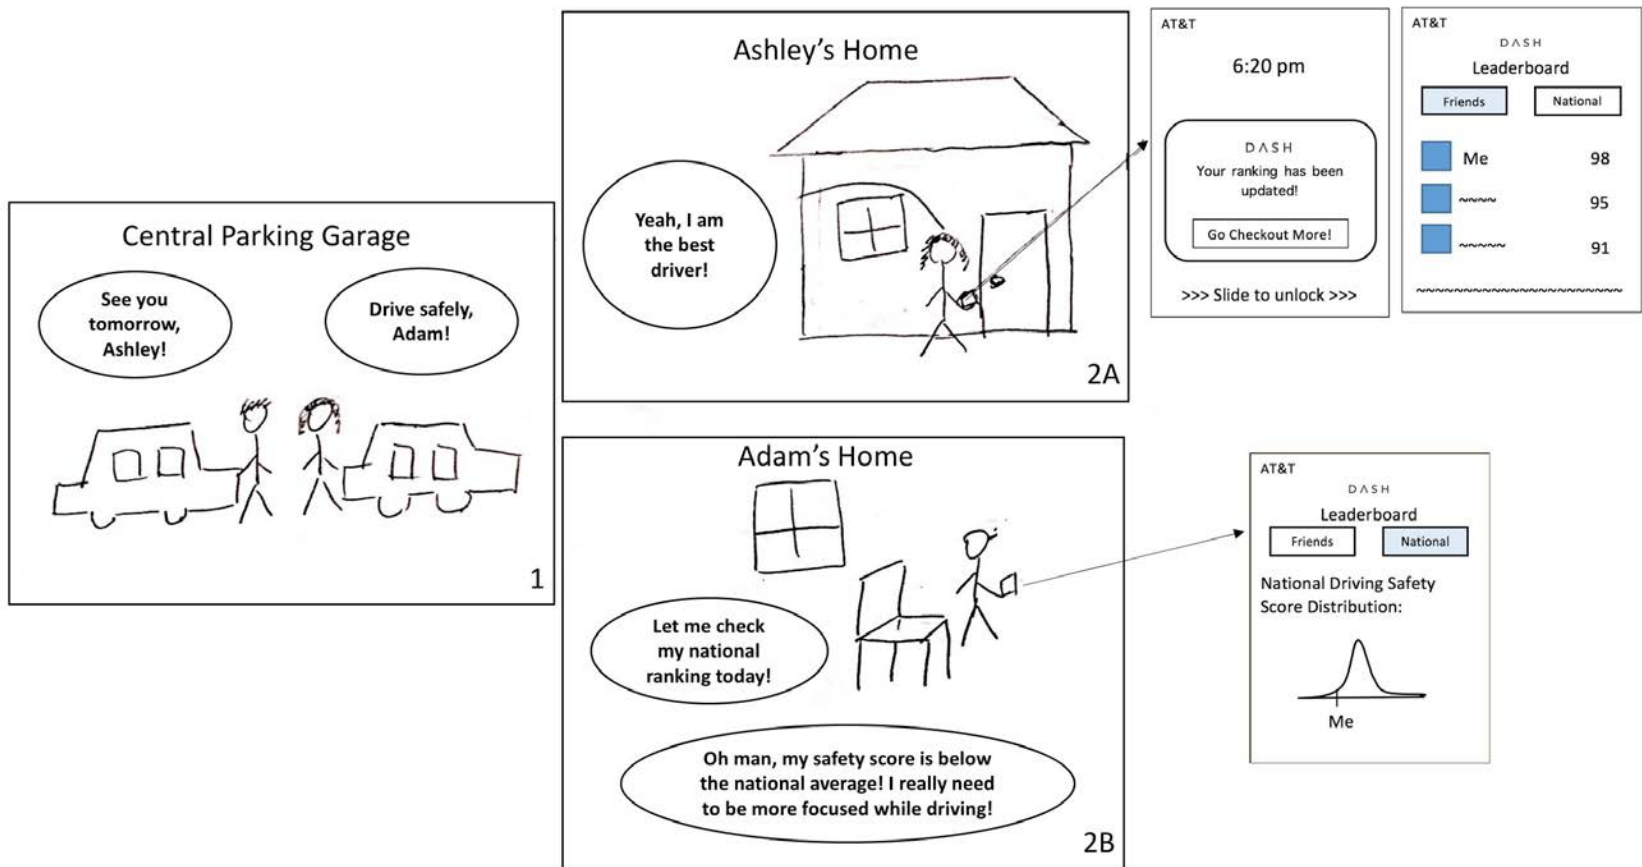 Central Parking Garage
See you
tomorrow,
Ashley!
Drive safely,
Adam!
1
Ashley's Home
Yeah, I am
the best
driver!
2A
AT&T
6:20 pm
DΛSH
Your ranking has been
updated!
Go Checkout More!
>>> Slide to unlock >>>
AT&T
DΛSH
Leaderboard
Friends National
Me 98
~~~~ 95
~~~~~ 91
~~~~~~~~~~~~~~~~~~~~~~
Adam's Home
Let me check
my national
ranking today!
Oh man, my safety score is below
the national average! I really need
to be more focused while driving!
2B
AT&T
DΛSH
Leaderboard
Friends National
National Driving Safety
Score Distribution:
Me